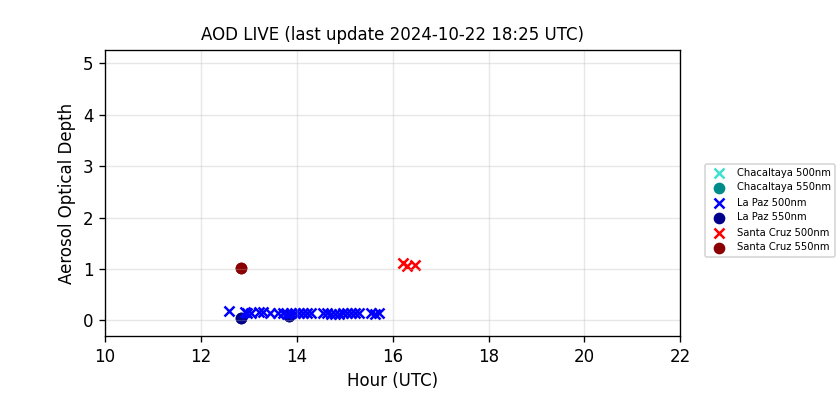 AOD LIVE (last update 2024-10-22 18:25 UTC)
Aerosol Optical Depth
5
4
3
2
1
0
10 12 14 16 18 20 22
Hour (UTC)
Chacaltaya 500nm
Chacaltaya 550nm
La Paz 500nm
La Paz 550nm
Santa Cruz 500nm
Santa Cruz 550nm